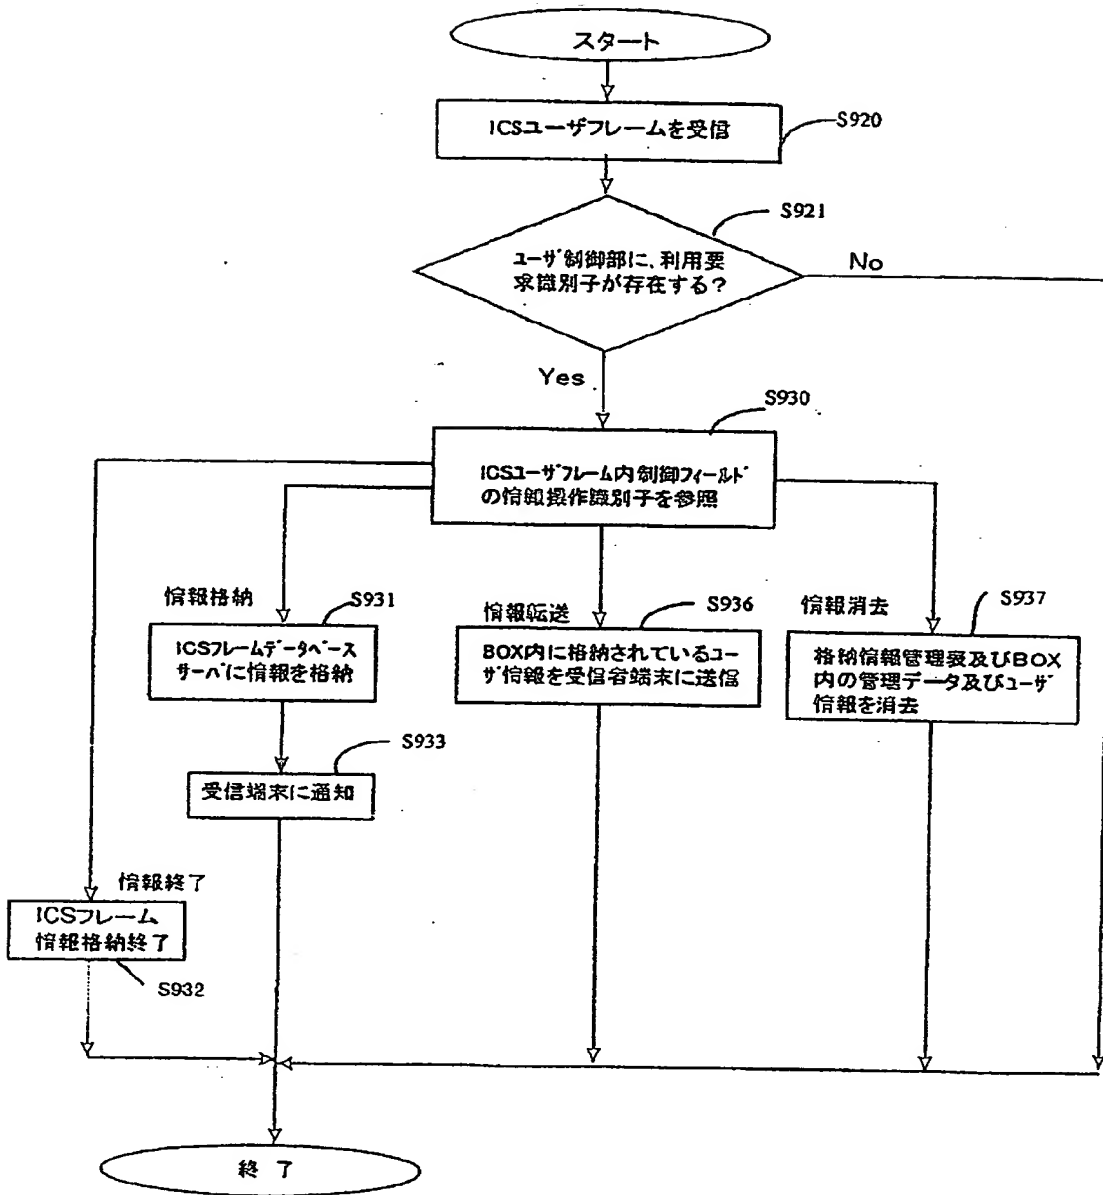 スタート
ICSユーザフレームを受信
S920
S921
ユーザ制御部に、利用要
求識別子が存在する?
No
Yes
S930
ICSユーザフレーム内制御フィールド
の情報操作識別子を参照
情報格納
S931
ICSフレームデータベース
サーバに情報を格納
情報転送
S936
BOX内に格納されているユー
ザ情報を受信者端末に送信
情報消去
S937
格納情報管理表及びBOX
内の管理データ及びユーザ
情報を消去
S933
受信端末に通知
情報終了
ICSフレーム
情報格納終了
S932
終了